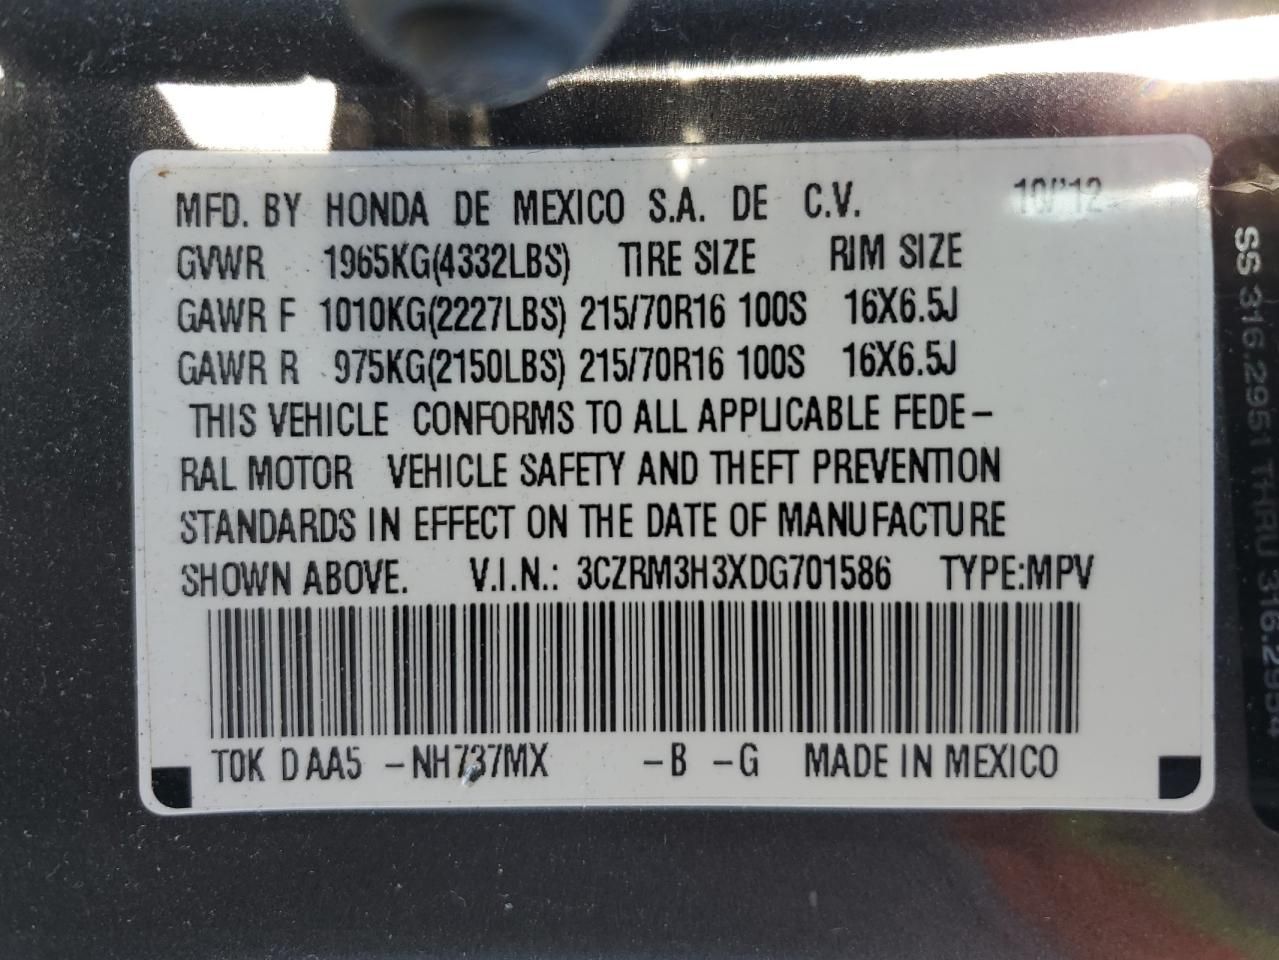 MFD. BY HONDA DE MEXICO S.A. DE C.V. 10/'12
GVWR 1965KG(4332LBS) TIRE SIZE RIM SIZE
GAWR F 1010KG(2227LBS) 215/70R16 100S 16X6.5J
GAWR R 975KG(2150LBS) 215/70R16 100S 16X6.5J
THIS VEHICLE CONFORMS TO ALL APPLICABLE FEDE-
RAL MOTOR VEHICLE SAFETY AND THEFT PREVENTION
STANDARDS IN EFFECT ON THE DATE OF MANUFACTURE
SHOWN ABOVE. V.I.N.: 3CZRM3H3XDG701586 TYPE:MPV
T0K D AA5 -NH737MX -B -G MADE IN MEXICO
SS 316.2951 THRU 316.2954